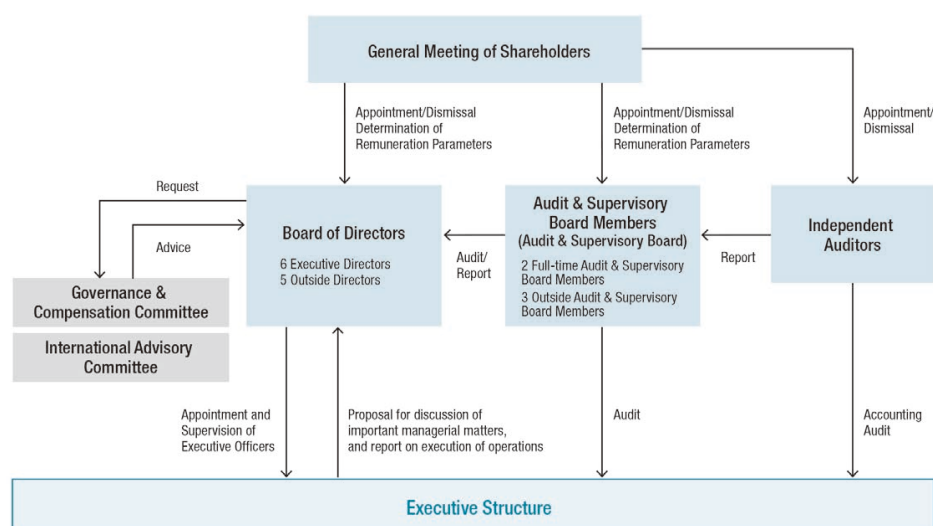 General Meeting of Shareholders
Appointment/Dismissal
Determination of
Remuneration Parameters
Appointment/Dismissal
Determination of
Remuneration Parameters
Appointment/
Dismissal
Request
Advice
Board of Directors
6 Executive Directors
5 Outside Directors
Audit/
Report
Audit & Supervisory
Board Members
(Audit & Supervisory Board)
2 Full-time Audit & Supervisory
Board Members
3 Outside Audit & Supervisory
Board Members
Report
Independent
Auditors
Governance &
Compensation Committee
International Advisory
Committee
Appointment and
Supervision of
Executive Officers
Proposal for discussion of
important managerial matters,
and report on execution of operations
Audit
Accounting
Audit
Executive Structure